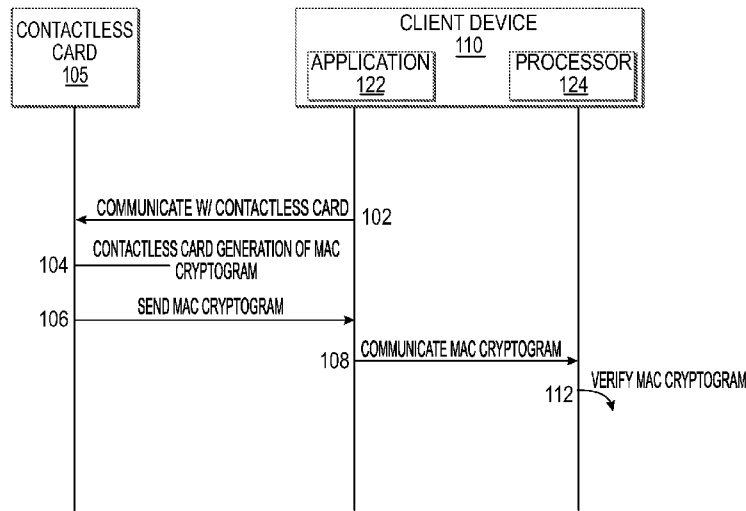 CONTACTLESS
CARD
105
CLIENT DEVICE
110
APPLICATION
122
PROCESSOR
124
COMMUNICATE W/ CONTACTLESS CARD
102
104
CONTACTLESS CARD GENERATION OF MAC
CRYPTOGRAM
106
SEND MAC CRYPTOGRAM
108
COMMUNICATE MAC CRYPTOGRAM
112
VERIFY MAC CRYPTOGRAM